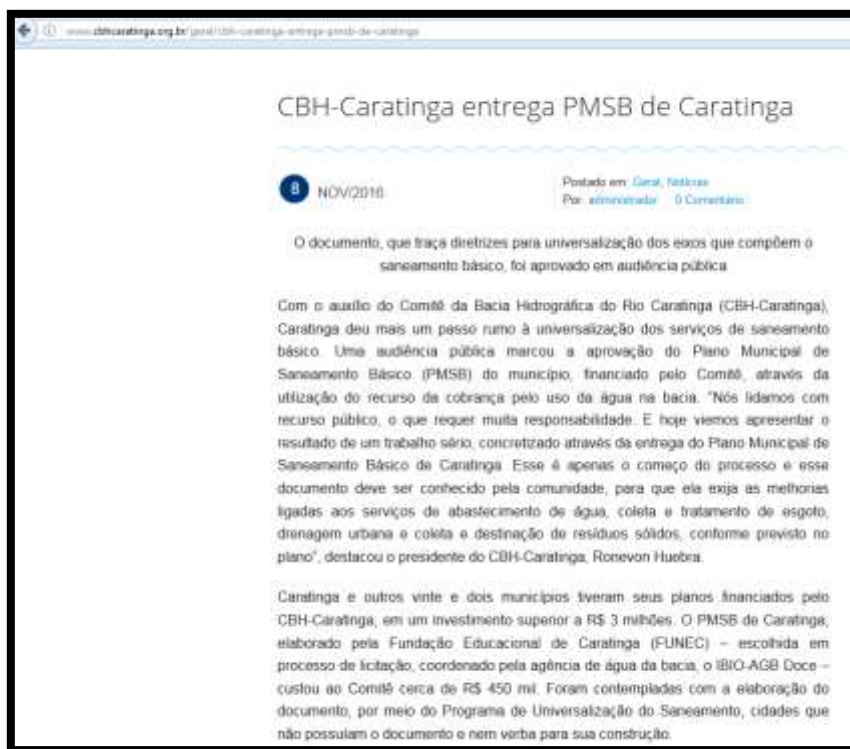 www.cbhcaratinga.org.br/geral/cbh-caratinga-entrega-pmsb-de-caratinga
CBH-Caratinga entrega PMSB de Caratinga
8 NOV/2016
Postado em: Geral, Notícias
Por: administrador 0 Comentário
O documento, que traça diretrizes para universalização dos eixos que compõem o
saneamento básico, foi aprovado em audiência pública
Com o auxílio do Comitê da Bacia Hidrográfica do Rio Caratinga (CBH-Caratinga),
Caratinga deu mais um passo rumo à universalização dos serviços de saneamento
básico. Uma audiência pública marcou a aprovação do Plano Municipal de
Saneamento Básico (PMSB) do município, financiado pelo Comitê, através da
utilização do recurso da cobrança pelo uso da água na bacia. "Nós lidamos com
recurso público, o que requer muita responsabilidade. E hoje viemos apresentar o
resultado de um trabalho sério, concretizado através da entrega do Plano Municipal de
Saneamento Básico de Caratinga. Esse é apenas o começo do processo e esse
documento deve ser conhecido pela comunidade, para que ela exija as melhorias
ligadas aos serviços de abastecimento de água, coleta e tratamento de esgoto,
drenagem urbana e coleta e destinação de resíduos sólidos, conforme previsto no
plano", destacou o presidente do CBH-Caratinga, Ronevon Huebra.
Caratinga e outros vinte e dois municípios tiveram seus planos financiados pelo
CBH-Caratinga, em um investimento superior a R$ 3 milhões. O PMSB de Caratinga,
elaborado pela Fundação Educacional de Caratinga (FUNEC) – escolhida em
processo de licitação, coordenado pela agência de água da bacia, o IBIO-AGB Doce –
custou ao Comitê cerca de R$ 450 mil. Foram contempladas com a elaboração do
documento, por meio do Programa de Universalização do Saneamento, cidades que
não possuíam o documento e nem verba para sua construção.